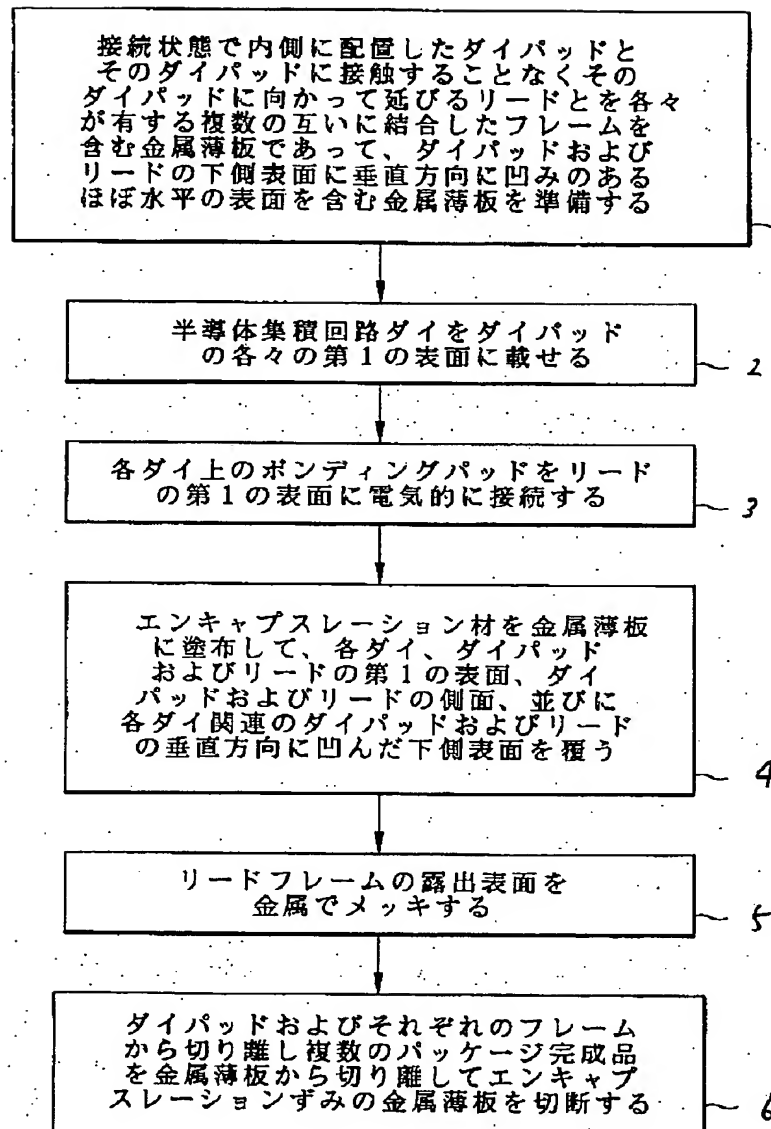 接続状態で内側に配置したダイパッドと
そのダイパッドに接触することなくその
ダイパッドに向かって延びるリードとを各々
が有する複数の互いに結合したフレームを
含む金属薄板であって、ダイパッドおよび
リードの下側表面に垂直方向に凹みのある
ほぼ水平の表面を含む金属薄板を準備する
半導体集積回路ダイをダイパッド
の各々の第1の表面に載せる
2
各ダイ上のボンディングパッドをリード
の第1の表面に電気的に接続する
3
エンキャプスレーション材を金属薄板
に塗布して、各ダイ、ダイパッド
およびリードの第1の表面、ダイ
パッドおよびリードの側面、並びに
各ダイ関連のダイパッドおよびリード
の垂直方向に凹んだ下側表面を覆う
4
リードフレームの露出表面を
金属でメッキする
5
ダイパッドおよびそれぞれのフレーム
から切り離し複数のパッケージ完成品
を金属薄板から切り離してエンキャプ
スレーションずみの金属薄板を切断する
6